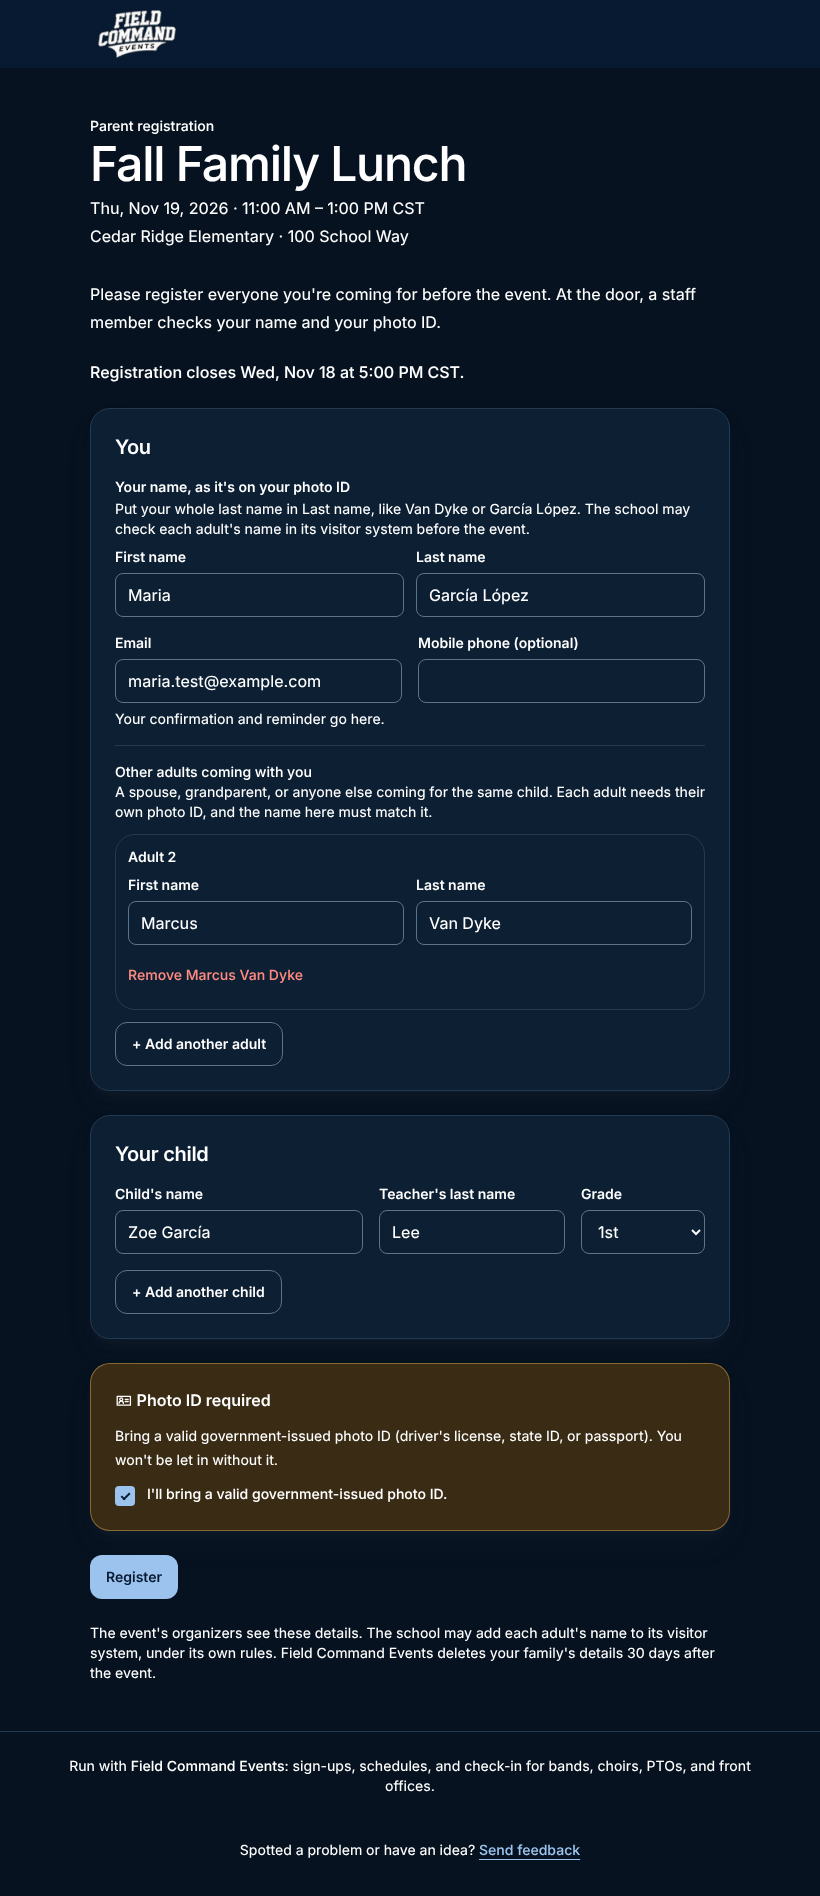 FIELD
COMMAND
EVENTS
Parent registration
Fall Family Lunch
Thu, Nov 19, 2026 · 11:00 AM – 1:00 PM CST
Cedar Ridge Elementary · 100 School Way
Please register everyone you're coming for before the event. At the door, a staff
member checks your name and your photo ID.
Registration closes Wed, Nov 18 at 5:00 PM CST.
You
Your name, as it's on your photo ID
Put your whole last name in Last name, like Van Dyke or García López. The school may
check each adult's name in its visitor system before the event.
First name Last name
Maria García López
Email Mobile phone (optional)
maria.test@example.com
Your confirmation and reminder go here.
Other adults coming with you
A spouse, grandparent, or anyone else coming for the same child. Each adult needs their
own photo ID, and the name here must match it.
Adult 2
First name Last name
Marcus Van Dyke
Remove Marcus Van Dyke
+ Add another adult
Your child
Child's name Teacher's last name Grade
Zoe García Lee 1st
+ Add another child
Photo ID required
Bring a valid government-issued photo ID (driver's license, state ID, or passport). You
won't be let in without it.
I'll bring a valid government-issued photo ID.
Register
The event's organizers see these details. The school may add each adult's name to its visitor
system, under its own rules. Field Command Events deletes your family's details 30 days after
the event.
Run with Field Command Events: sign-ups, schedules, and check-in for bands, choirs, PTOs, and front
offices.
Spotted a problem or have an idea? Send feedback